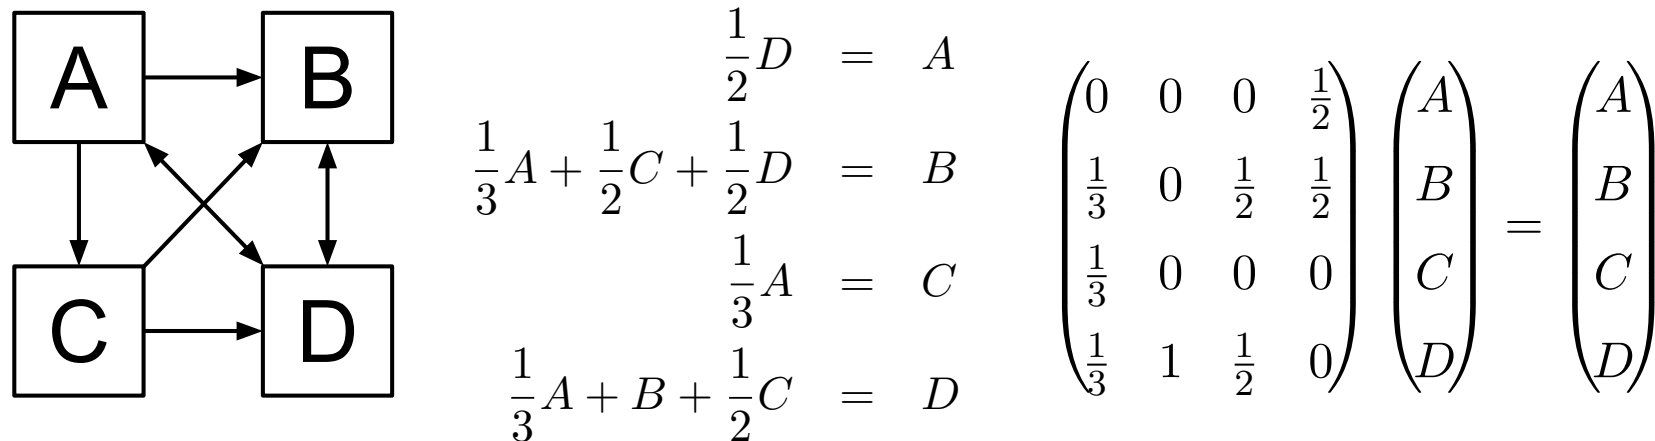 A B
C D
1/2 D = A
1/3 A + 1/2 C + 1/2 D = B
1/3 A = C
1/3 A + B + 1/2 C = D
( 0 0 0 1/2 ) ( A ) = ( A )
( 1/3 0 1/2 1/2 ) ( B ) ( B )
( 1/3 0 0 0 ) ( C ) ( C )
( 1/3 1 1/2 0 ) ( D ) ( D )